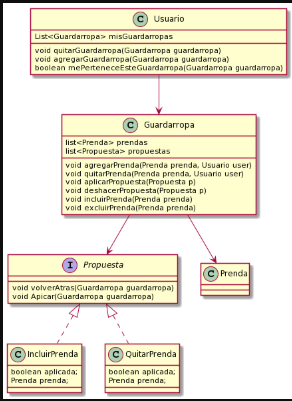 C Usuario
List<Guardarropa> misGuardarropas
void quitarGuardarropa(Guardarropa guardarropa)
void agregarGuardarropa(Guardarropa guardarropa)
boolean mePerteneceEsteGuardarropa(Guardarropa guardarropa)
C Guardarropa
list<Prenda> prendas
list<Propuesta> propuestas
void agregarPrenda(Prenda prenda, Usuario user)
void quitarPrenda(Prenda prenda, Usuario user)
void aplicarPropuesta(Propuesta p)
void deshacerPropuesta(Propuesta p)
void incluirPrenda(Prenda prenda)
void excluirPrenda(Prenda prenda)
I Propuesta
void volverAtras(Guardarropa guardarropa)
void Apicar(Guardarropa guardarropa)
C Prenda
C IncluirPrenda
boolean aplicada;
Prenda prenda;
C QuitarPrenda
boolean aplicada;
Prenda prenda;